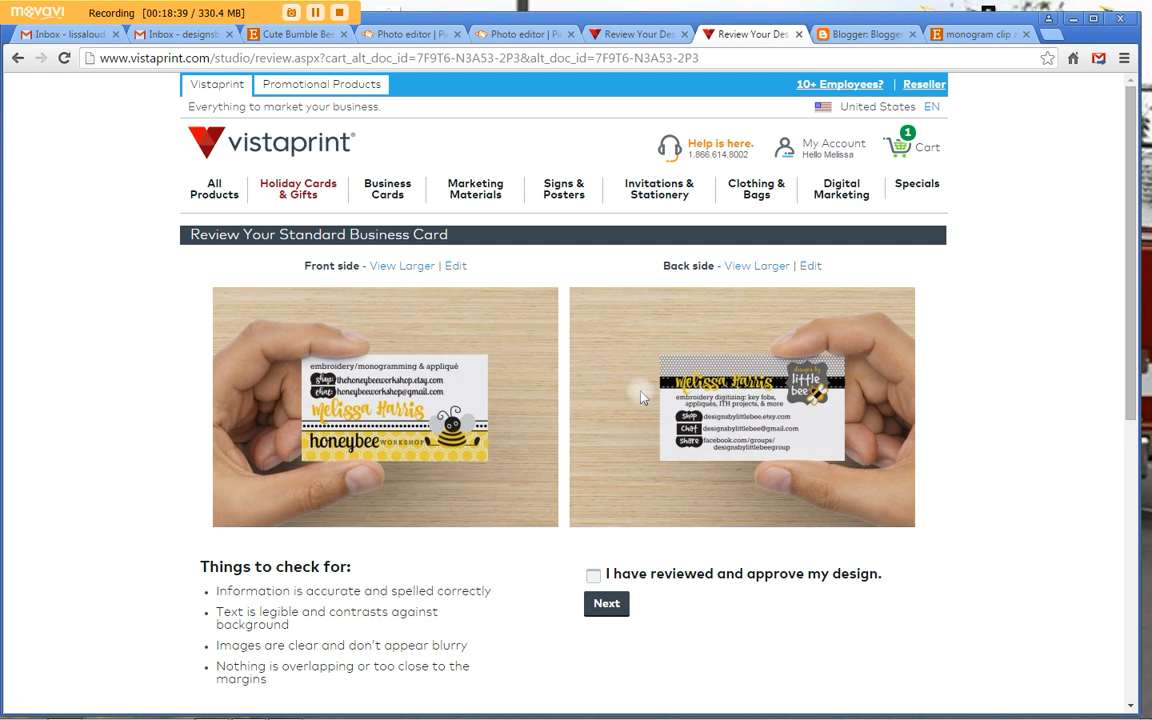 movavi
Recording [00:18:39 / 330.4 MB]
Inbox - lissaloud
Inbox - designsb
Cute Bumble Bee
Photo editor | Pi
Photo editor | Pi
Review Your Des
Review Your Des
Blogger: Blogger
monogram clip a
www.vistaprint.com/studio/review.aspx?cart_alt_doc_id=7F9T6-N3A53-2P3&alt_doc_id=7F9T6-N3A53-2P3
Vistaprint
Promotional Products
10+ Employees? | Reseller
Everything to market your business.
United States EN
vistaprint
Help is here.
1.866.614.8002
My Account
Hello Melissa
1
Cart
All Products
Holiday Cards & Gifts
Business Cards
Marketing Materials
Signs & Posters
Invitations & Stationery
Clothing & Bags
Digital Marketing
Specials
Review Your Standard Business Card
Front side - View Larger | Edit
Back side - View Larger | Edit
embroidery/monogramming & appliqué
shop: thehoneybeeworkshop.etsy.com
chat: honeybeeworkshop@gmail.com
melissa Harris
honeybee WORKSHOP
melissa Harris
designs by
little
bee
embroidery digitizing: key fobs,
appliqués, ITH projects, & more
shop designsbylittlebee.etsy.com
chat designsbylittlebee@gmail.com
share facebook.com/groups/
designsbylittlebeegroup
Things to check for:
• Information is accurate and spelled correctly
• Text is legible and contrasts against
background
• Images are clear and don't appear blurry
• Nothing is overlapping or too close to the
margins
I have reviewed and approve my design.
Next